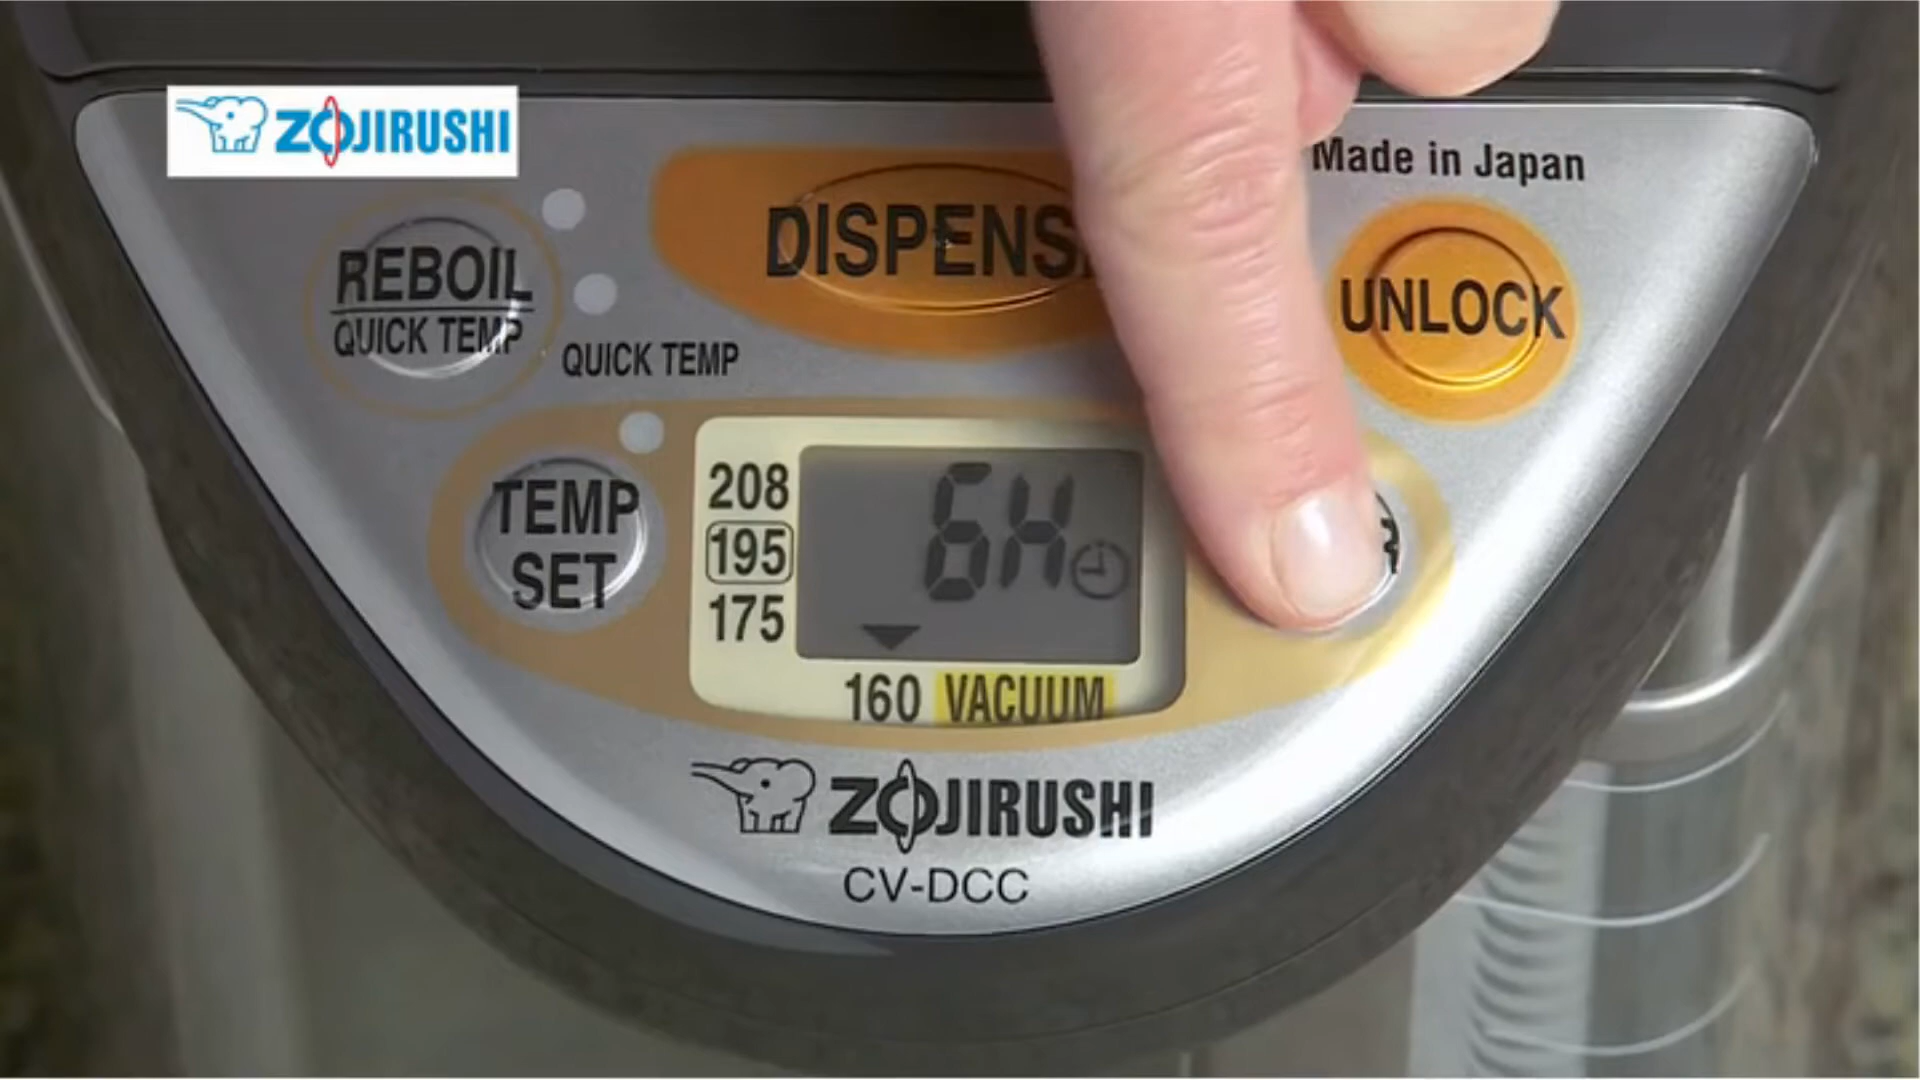 ZOJIRUSHI
Made in Japan
REBOIL
QUICK TEMP
QUICK TEMP
DISPENS
UNLOCK
TEMP
SET
208
195
175
6H
160 VACUUM
ZOJIRUSHI
CV-DCC